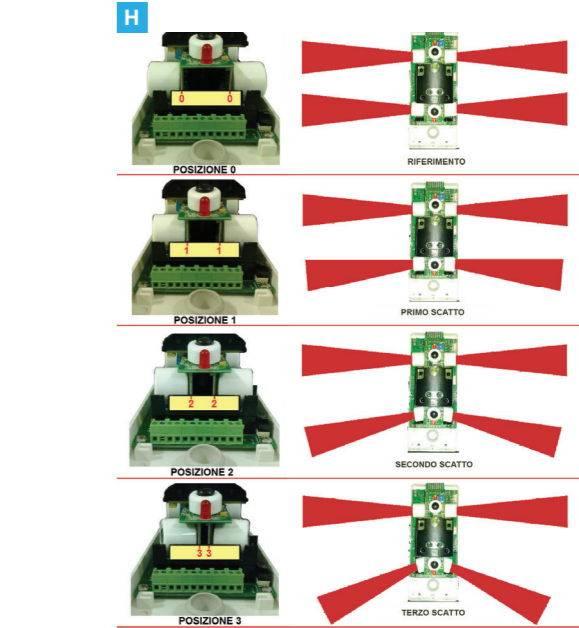 H
0 0
POSIZIONE 0
RIFERIMENTO
1 1
POSIZIONE 1
PRIMO SCATTO
2 2
POSIZIONE 2
SECONDO SCATTO
3 3
POSIZIONE 3
TERZO SCATTO